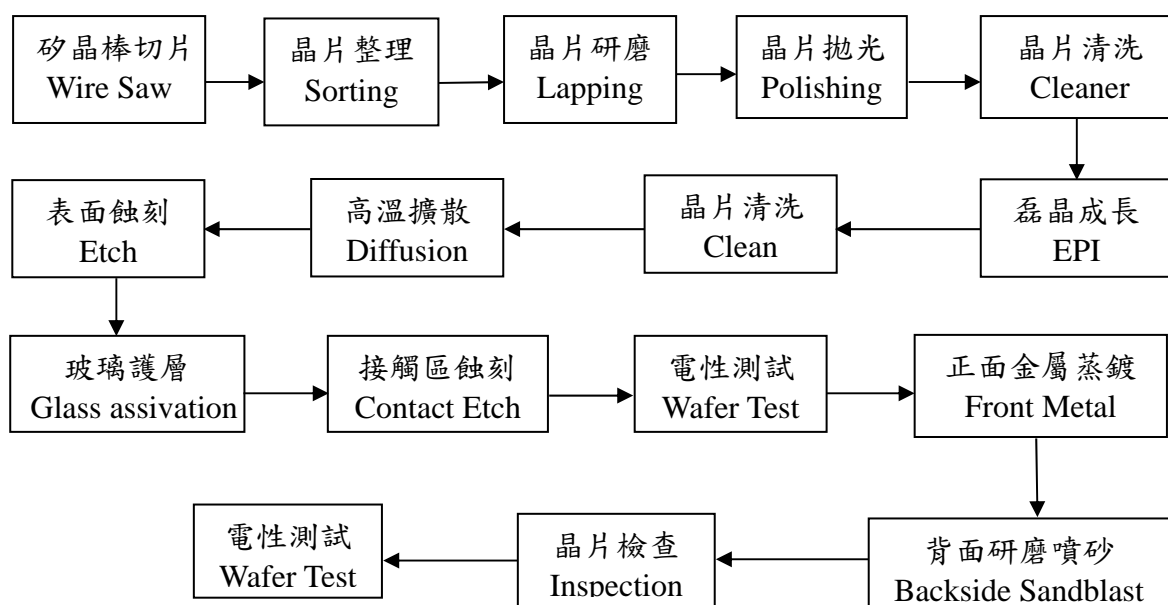 矽晶棒切片
Wire Saw
晶片整理
Sorting
晶片研磨
Lapping
晶片拋光
Polishing
晶片清洗
Cleaner
磊晶成長
EPI
晶片清洗
Clean
高溫擴散
Diffusion
表面蝕刻
Etch
玻璃護層
Glass assivation
接觸區蝕刻
Contact Etch
電性測試
Wafer Test
正面金屬蒸鍍
Front Metal
背面研磨噴砂
Backside Sandblast
晶片檢查
Inspection
電性測試
Wafer Test